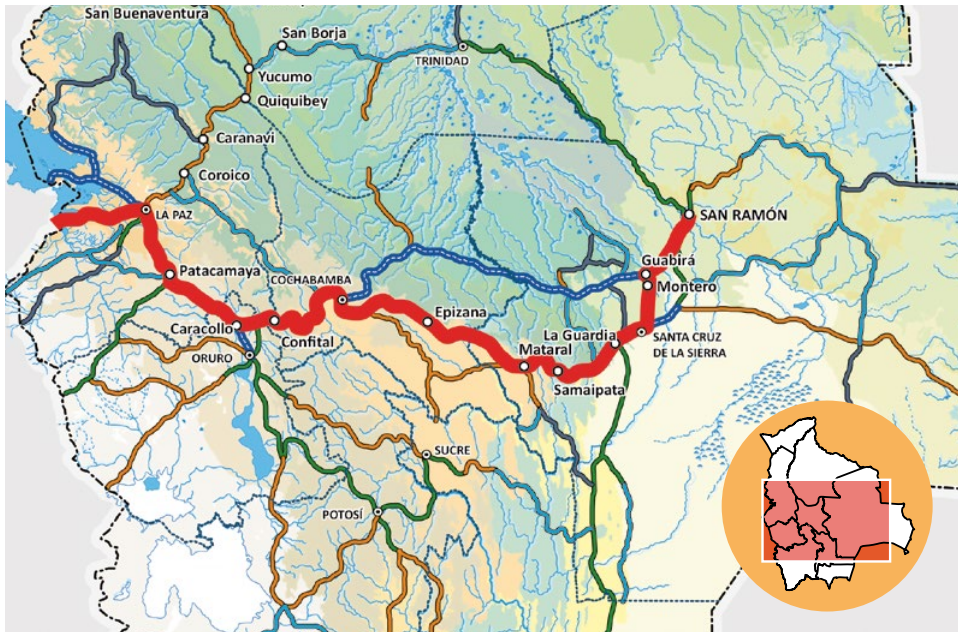 San Buenaventura
San Borja
TRINIDAD
Yucumo
Quiquibey
Caranavi
Coroico
LA PAZ
SAN RAMÓN
Patacamaya
Guabirá
COCHABAMBA
Montero
Epizana
Caracollo
Confital
La Guardia
SANTA CRUZ
DE LA SIERRA
ORURO
Mataral
Samaipata
SUCRE
POTOSÍ